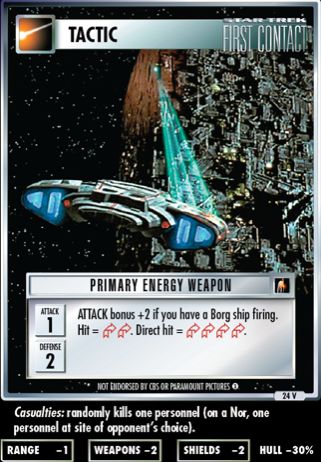 TACTIC
STAR TREK
FIRST CONTACT
PRIMARY ENERGY WEAPON
ATTACK
1
DEFENSE
2
ATTACK bonus +2 if you have a Borg ship firing.
Hit = . Direct hit = .
NOT ENDORSED BY CBS OR PARAMOUNT PICTURES
24 V
Casualties: randomly kills one personnel (on a Nor, one
personnel at site of opponent's choice).
RANGE –1 WEAPONS –2 SHIELDS –2 HULL –30%